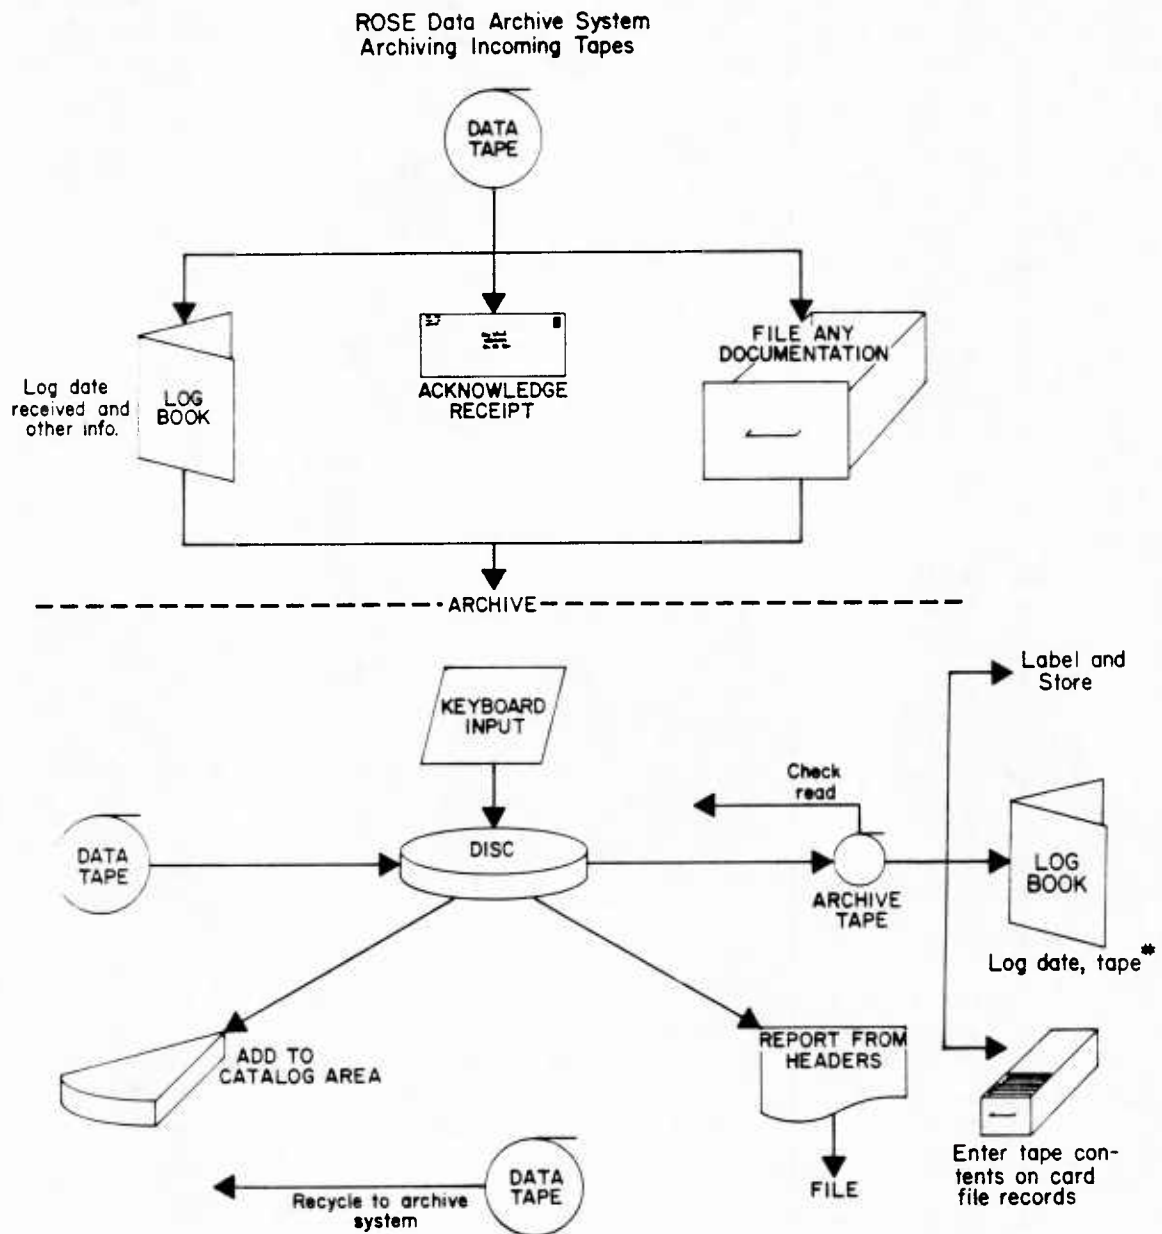 ROSE Data Archive System
Archiving Incoming Tapes
DATA
TAPE
Log date
received and
other info.
LOG
BOOK
ACKNOWLEDGE
RECEIPT
FILE ANY
DOCUMENTATION
ARCHIVE
KEYBOARD
INPUT
Label and
Store
Check
read
DATA
TAPE
DISC
ARCHIVE
TAPE
LOG
BOOK
Log date, tape#
ADD TO
CATALOG AREA
REPORT FROM
HEADERS
FILE
Enter tape con-
tents on card
file records
DATA
TAPE
Recycle to archive
system